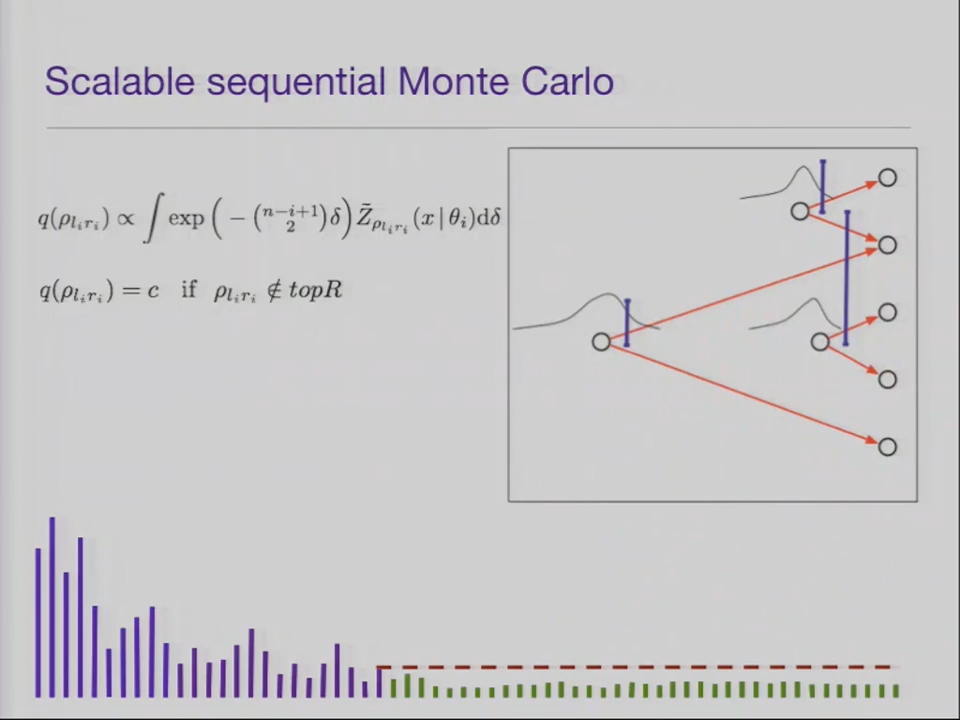 Scalable sequential Monte Carlo
q(ρ_{l_i r_i}) ∝ ∫ exp ( − \binom{n−i+1}{2} δ ) Z̃_{ρ_{l_i r_i}} (x | θ_i) dδ
q(ρ_{l_i r_i}) = c if ρ_{l_i r_i} ∉ topR